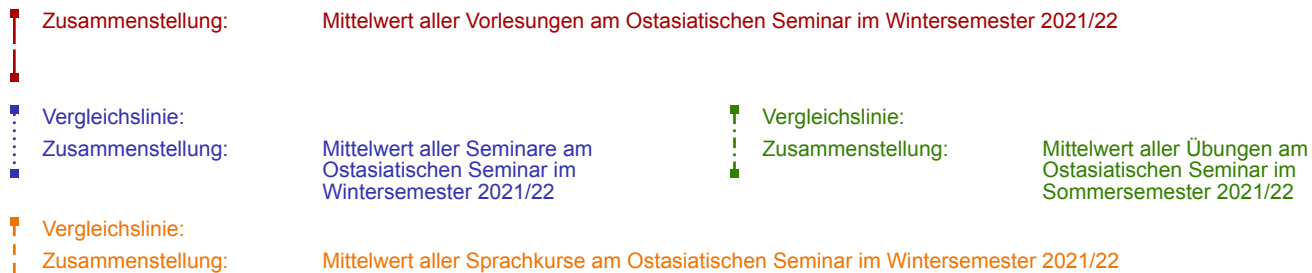 Zusammenstellung: Mittelwert aller Vorlesungen am Ostasiatischen Seminar im Wintersemester 2021/22
Vergleichslinie:
Zusammenstellung: Mittelwert aller Seminare am
Ostasiatischen Seminar im
Wintersemester 2021/22
Vergleichslinie:
Zusammenstellung: Mittelwert aller Übungen am
Ostasiatischen Seminar im
Sommersemester 2021/22
Vergleichslinie:
Zusammenstellung: Mittelwert aller Sprachkurse am Ostasiatischen Seminar im Wintersemester 2021/22